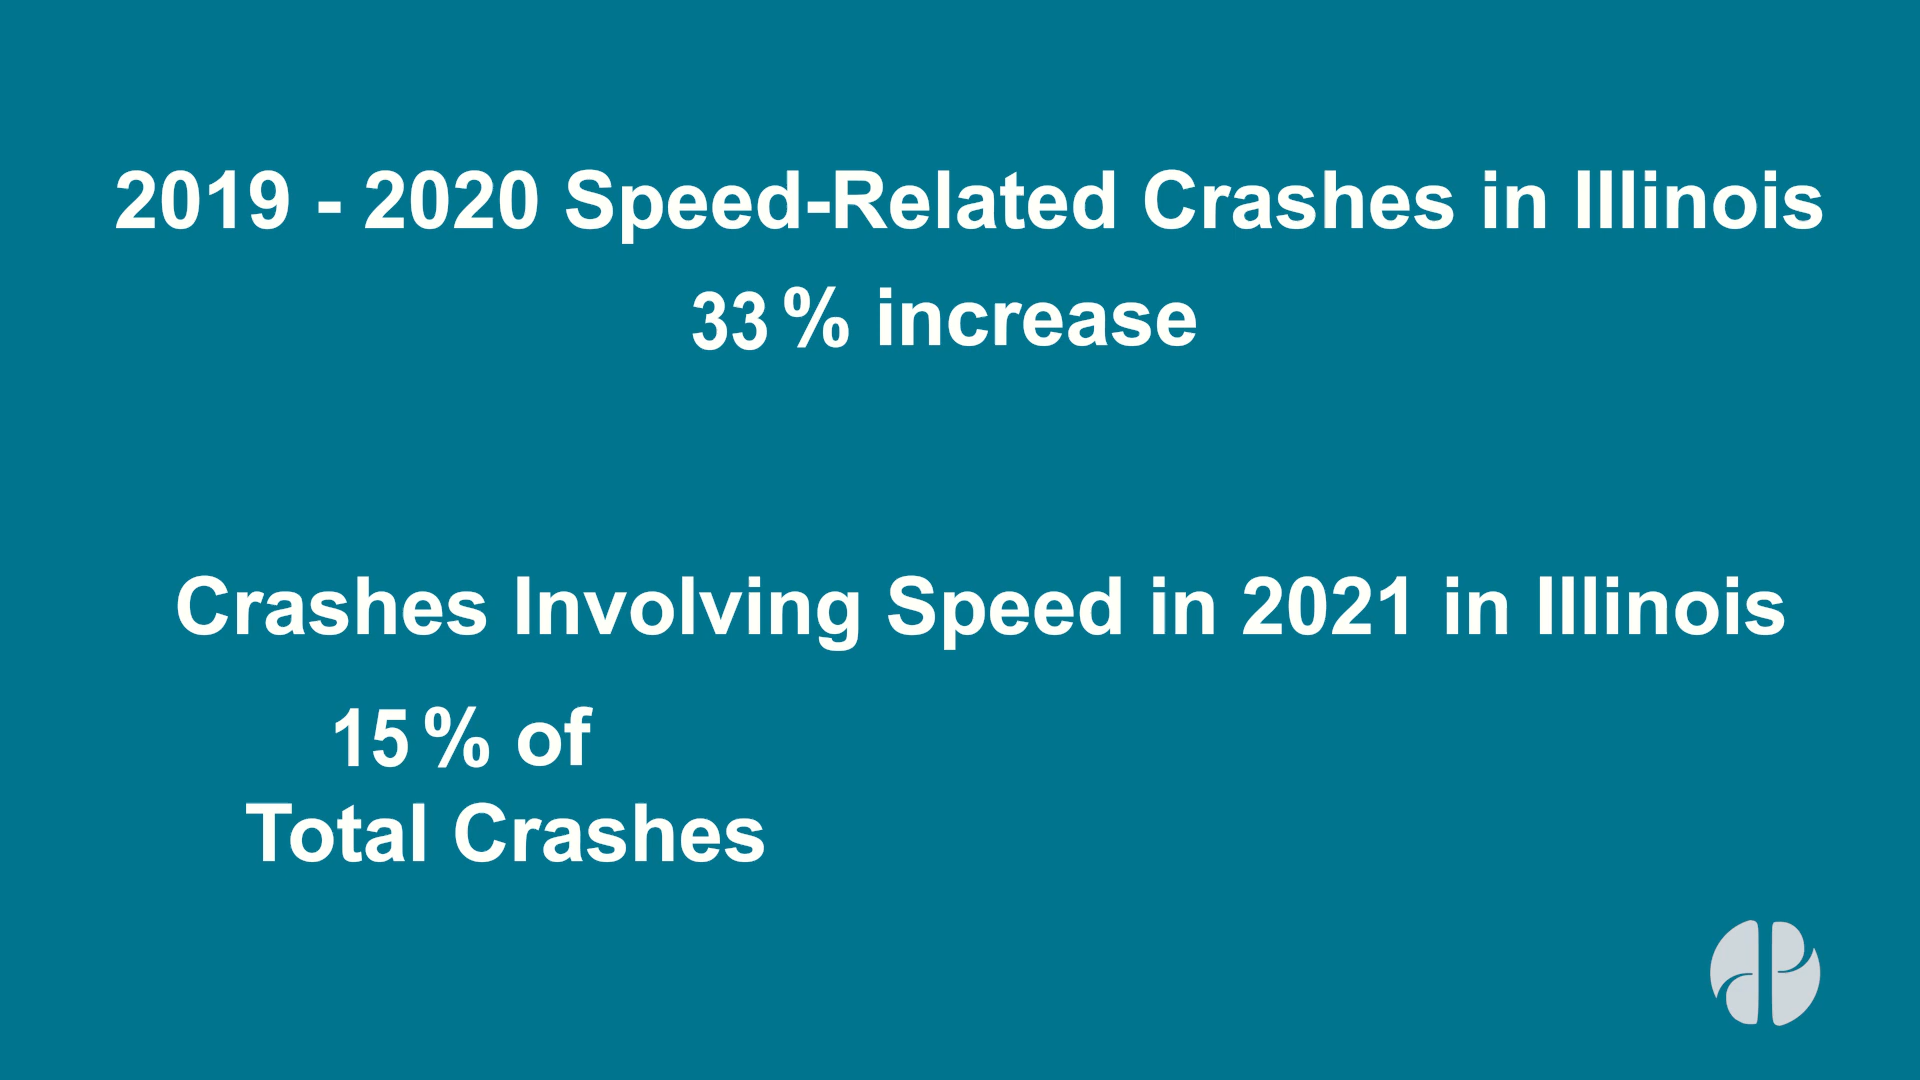 2019 - 2020 Speed-Related Crashes in Illinois
33% increase
Crashes Involving Speed in 2021 in Illinois
15% of
Total Crashes